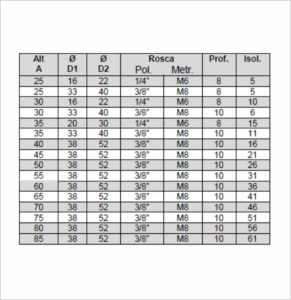 Alt Ø Ø Rosca Prof. Isol.
A D1 D2 Pol. Metr.
25 16 22 1/4" M6 8 5
25 33 40 3/8" M8 8 5
30 16 22 1/4" M6 8 10
30 33 40 3/8" M8 10 6
35 20 30 1/4" M6 8 15
35 33 40 3/8" M8 10 11
40 38 52 3/8" M8 10 16
45 38 52 3/8" M8 10 21
50 38 52 3/8" M8 10 26
55 38 52 3/8" M8 10 31
60 38 52 3/8" M8 10 36
65 38 52 3/8" M8 10 41
70 38 52 3/8" M8 10 46
75 38 52 3/8" M8 10 51
80 38 52 3/8" M8 10 56
85 38 52 3/8" M8 10 61